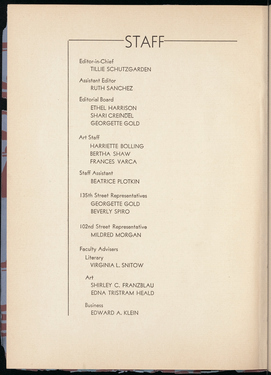 STAFF
Editor-in-Chief
TILLIE SCHUTZGARDEN
Assistant Editor
RUTH SANCHEZ
Editorial Board
ETHEL HARRISON
SHARI CREINDEL
GEORGETTE GOLD
Art Staff
HARRIETTE BOLLING
BERTHA SHAW
FRANCES VARCA
Staff Assistant
BEATRICE PLOTKIN
135th Street Representatives
GEORGETTE GOLD
BEVERLY SPIRO
102nd Street Representative
MILDRED MORGAN
Faculty Advisers
Literary
VIRGINIA L. SNITOW
Art
SHIRLEY C. FRANZBLAU
EDNA TRISTRAM HEALD
Business
EDWARD A. KLEIN